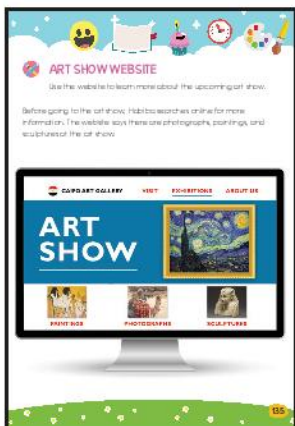 ART SHOW WEBSITE
Use the website to learn more about the upcoming art show.
Before going to the art show, Habiba searches online for more
information. The website says there are photographs, paintings, and
sculptures at the art show.
CAIRO ART GALLERY VISIT EXHIBITIONS ABOUT US
ART
SHOW
PAINTINGS PHOTOGRAPHS SCULPTURES
135